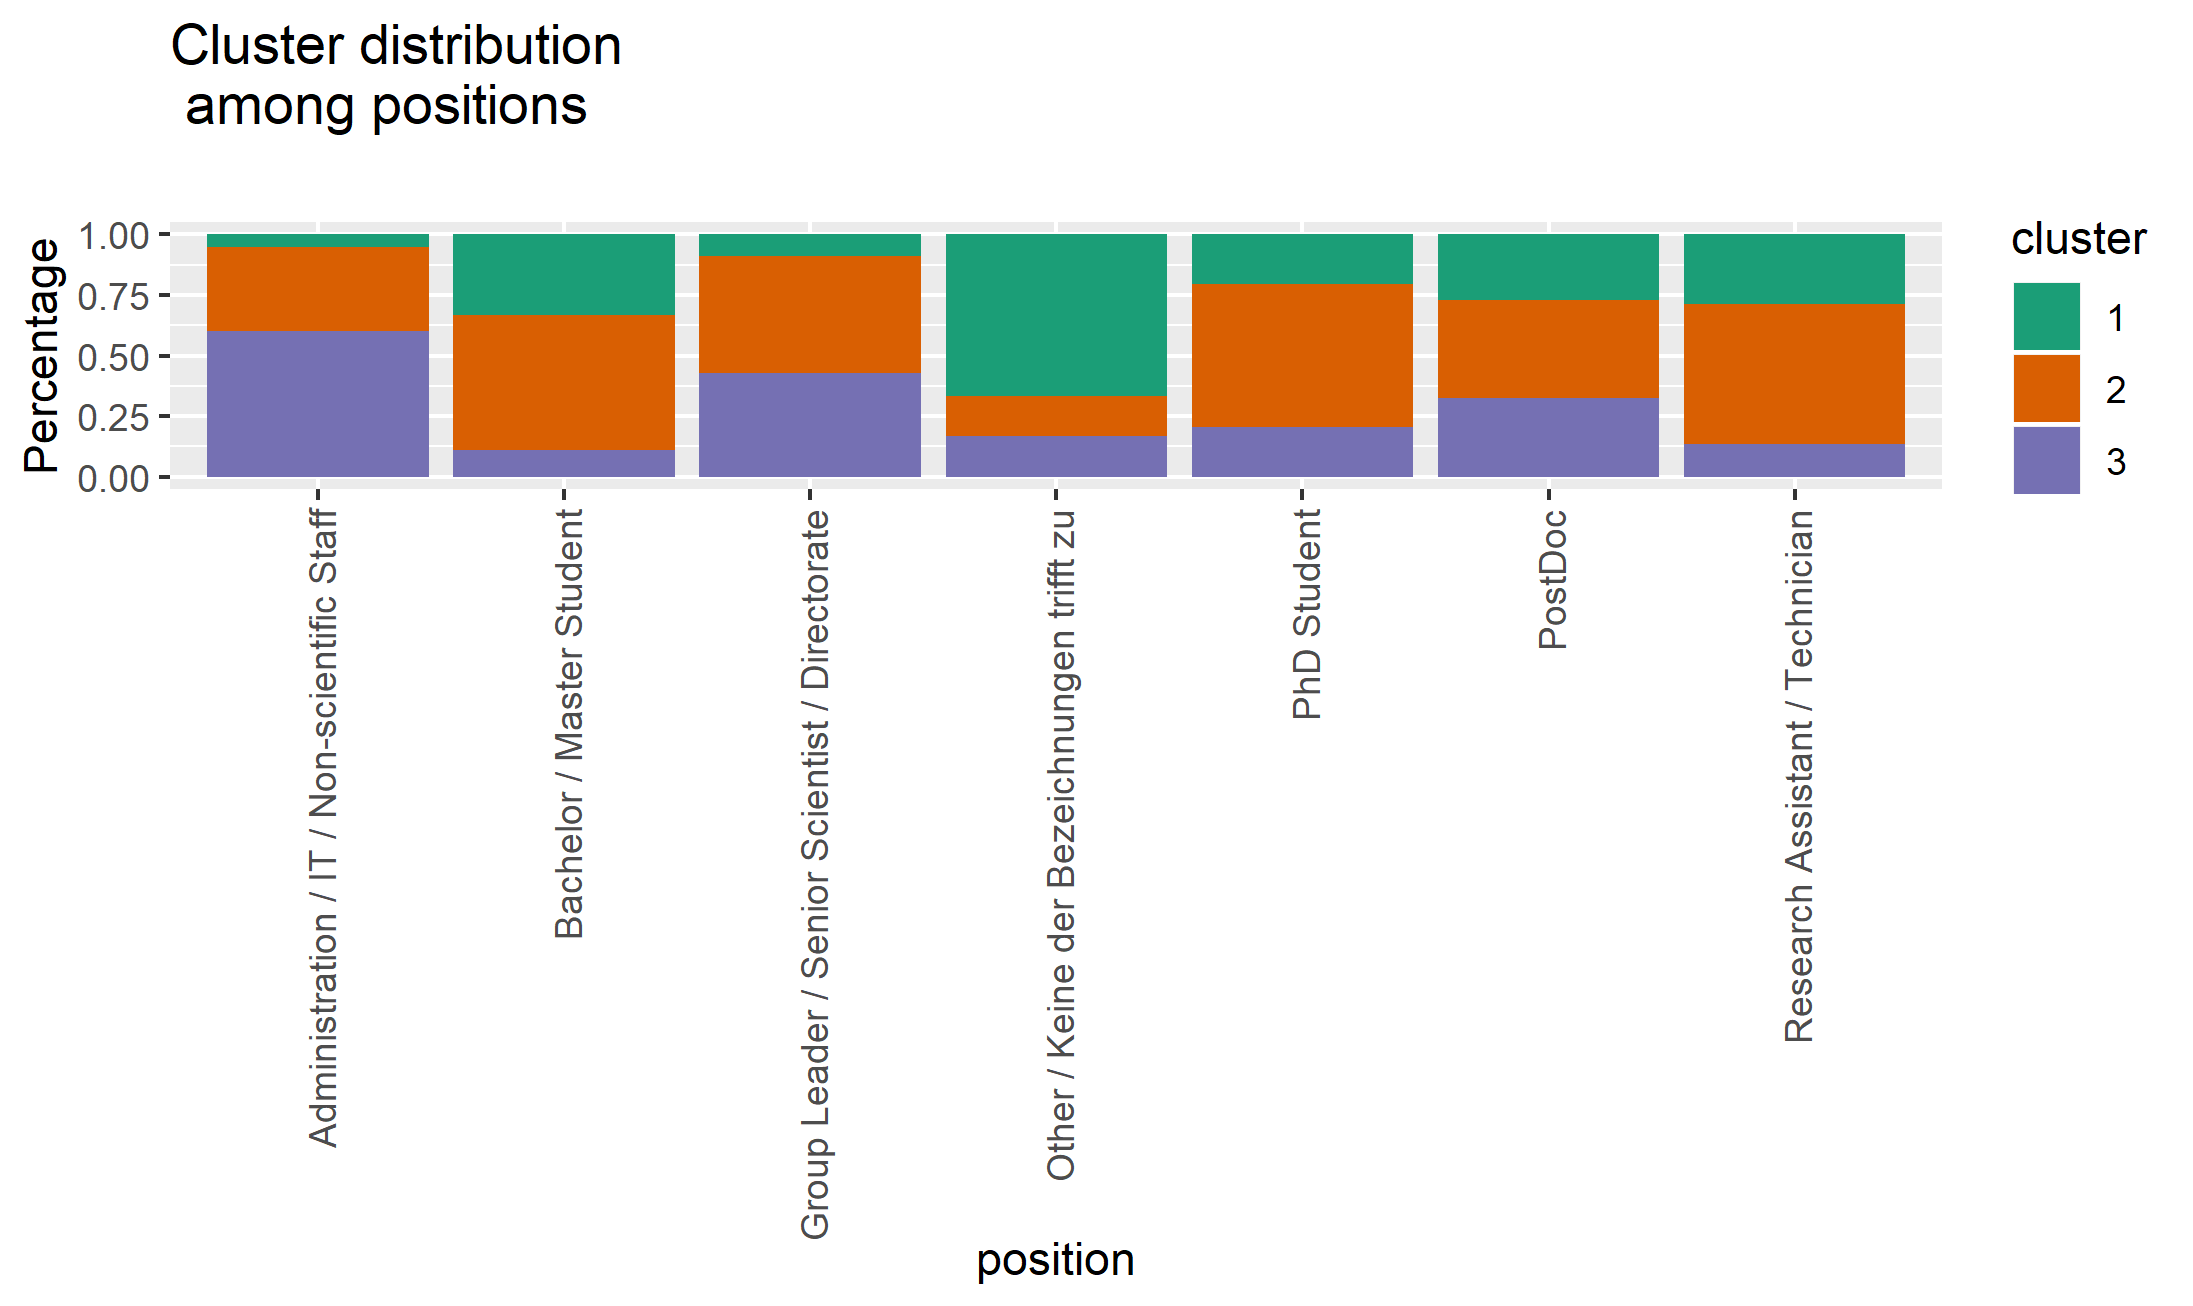 Cluster distribution
among positions
Percentage
1.00
0.75
0.50
0.25
0.00
Administration / IT / Non-scientific Staff
Bachelor / Master Student
Group Leader / Senior Scientist / Directorate
Other / Keine der Bezeichnungen trifft zu
PhD Student
PostDoc
Research Assistant / Technician
position
cluster
1
2
3